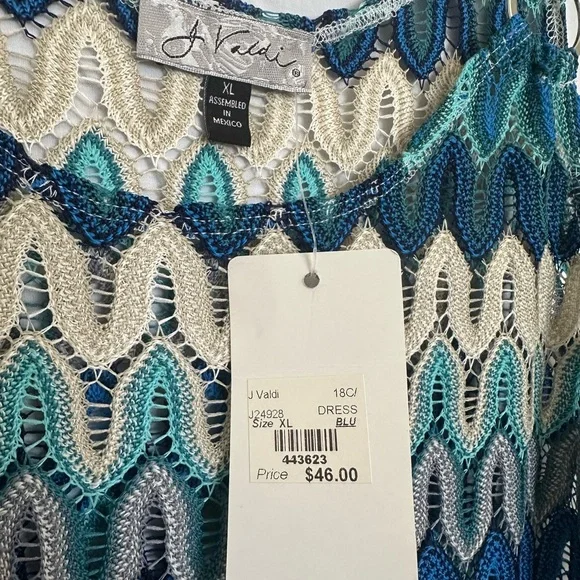 J Valdi
®
XL
ASSEMBLED
IN
MEXICO
J Valdi 18C/
J24928 DRESS
Size XL BLU
443623
Price $46.00